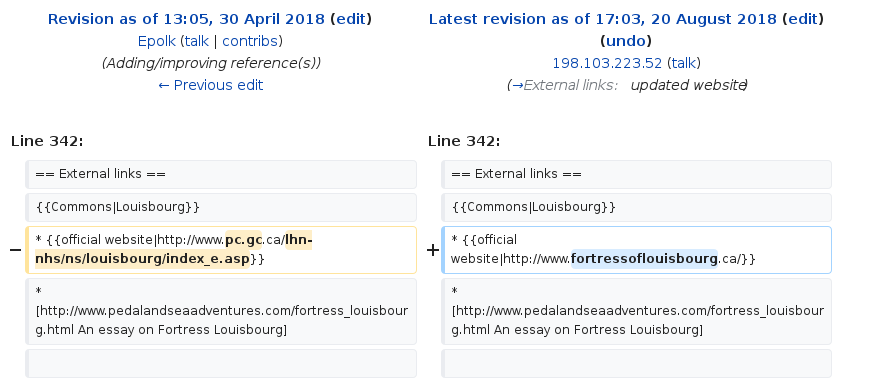 Revision as of 13:05, 30 April 2018 (edit)
Epolk (talk | contribs)
(Adding/improving reference(s))
← Previous edit
Latest revision as of 17:03, 20 August 2018 (edit)
(undo)
198.103.223.52 (talk)
(→External links: updated website)
Line 342:
Line 342:
== External links ==
== External links ==
{{Commons|Louisbourg}}
{{Commons|Louisbourg}}
− * {{official website|http://www.pc.gc.ca/lhn-
nhs/ns/louisbourg/index_e.asp}}
+ * {{official
website|http://www.fortressoflouisbourg.ca/}}
*
[http://www.pedalandseaadventures.com/fortress_louisbour
g.html An essay on Fortress Louisbourg]
*
[http://www.pedalandseaadventures.com/fortress_louisbour
g.html An essay on Fortress Louisbourg]